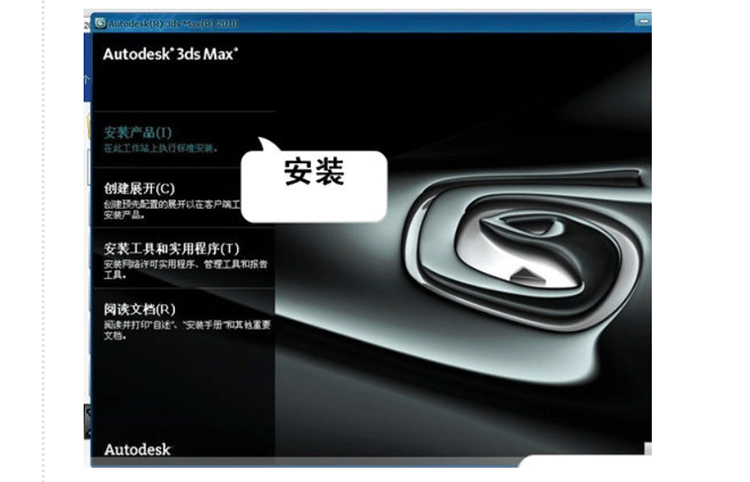 Autodesk(R) 3ds Max(R) 2010
Autodesk® 3ds Max®
安装产品(I)
在此工作站上执行标准安装。
安装
创建展开(C)
创建预先配置的展开以在客户端工
安装产品。
安装工具和实用程序(T)
安装网络许可实用程序、管理工具和报告
工具。
阅读文档(R)
阅读并打印“自述”、“安装手册”和其他重要
文档。
Autodesk